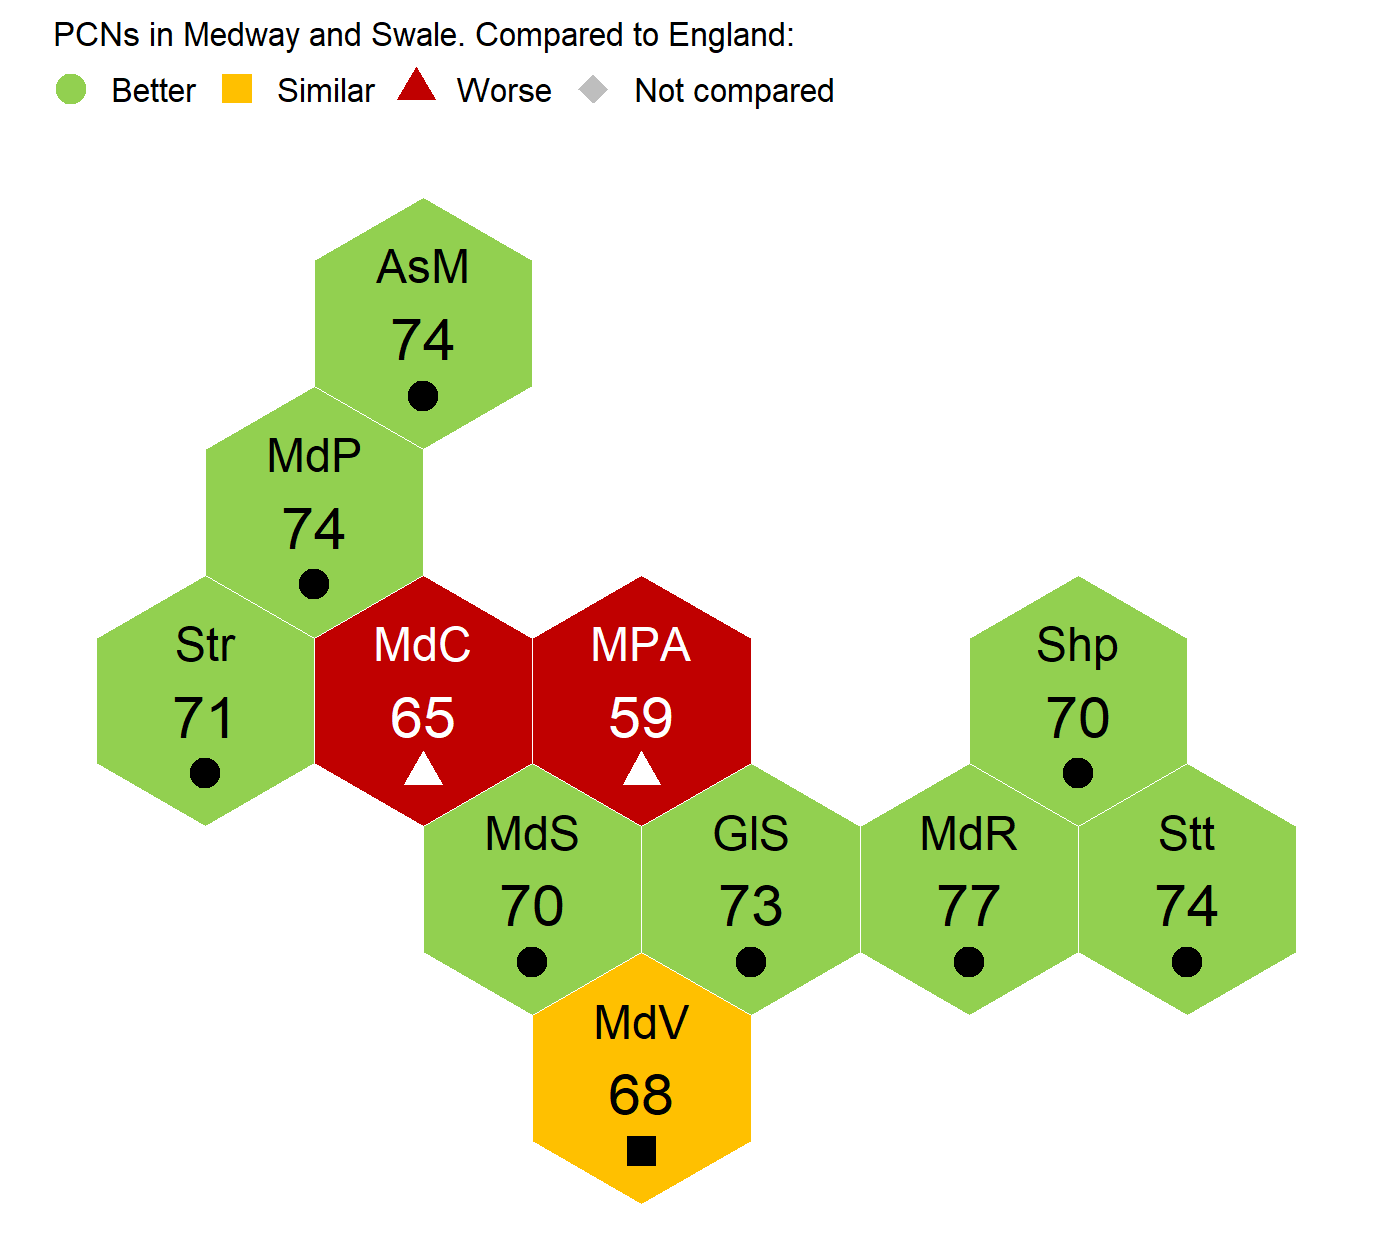 PCNs in Medway and Swale. Compared to England:
Better Similar Worse Not compared
AsM
74
MdP
74
Str
71
MdC
65
MPA
59
Shp
70
MdS
70
GlS
73
MdR
77
Stt
74
MdV
68